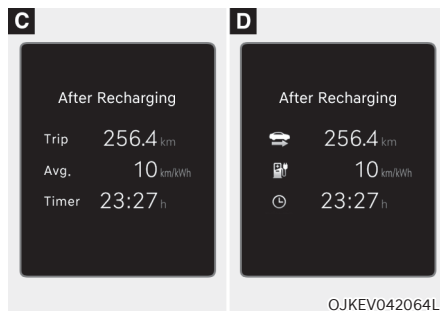 C
After Recharging
Trip 256.4 km
Avg. 10 km/kWh
Timer 23:27 h
D
After Recharging
256.4 km
10 km/kWh
23:27 h
OJKEV042064L